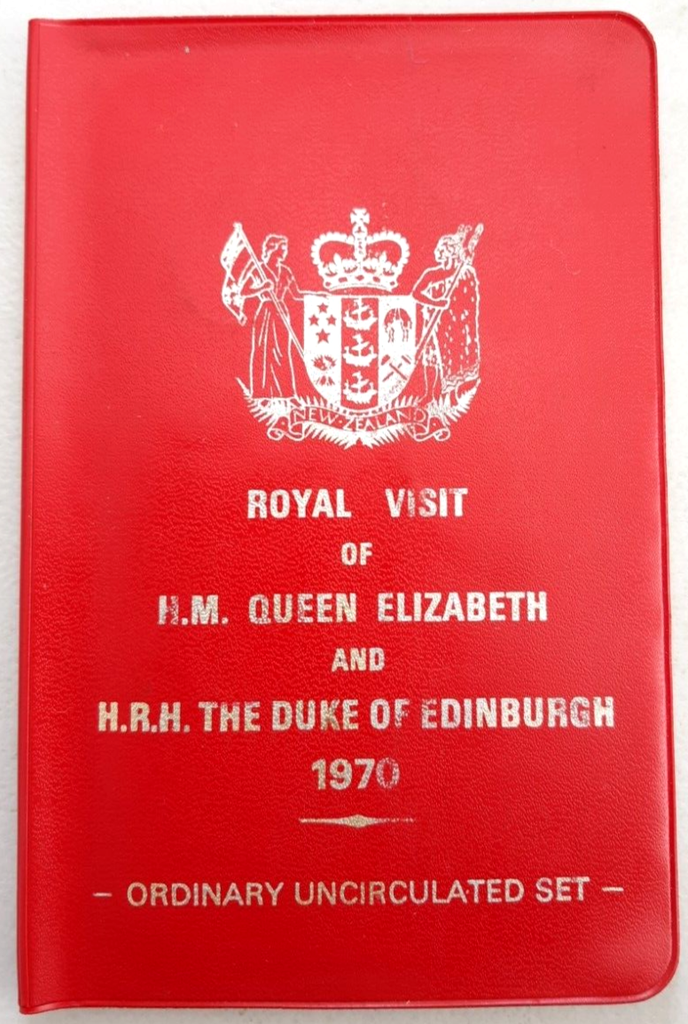 NEW·ZEALAND
ROYAL VISIT
OF
H.M. QUEEN ELIZABETH
AND
H.R.H. THE DUKE OF EDINBURGH
1970
– ORDINARY UNCIRCULATED SET –